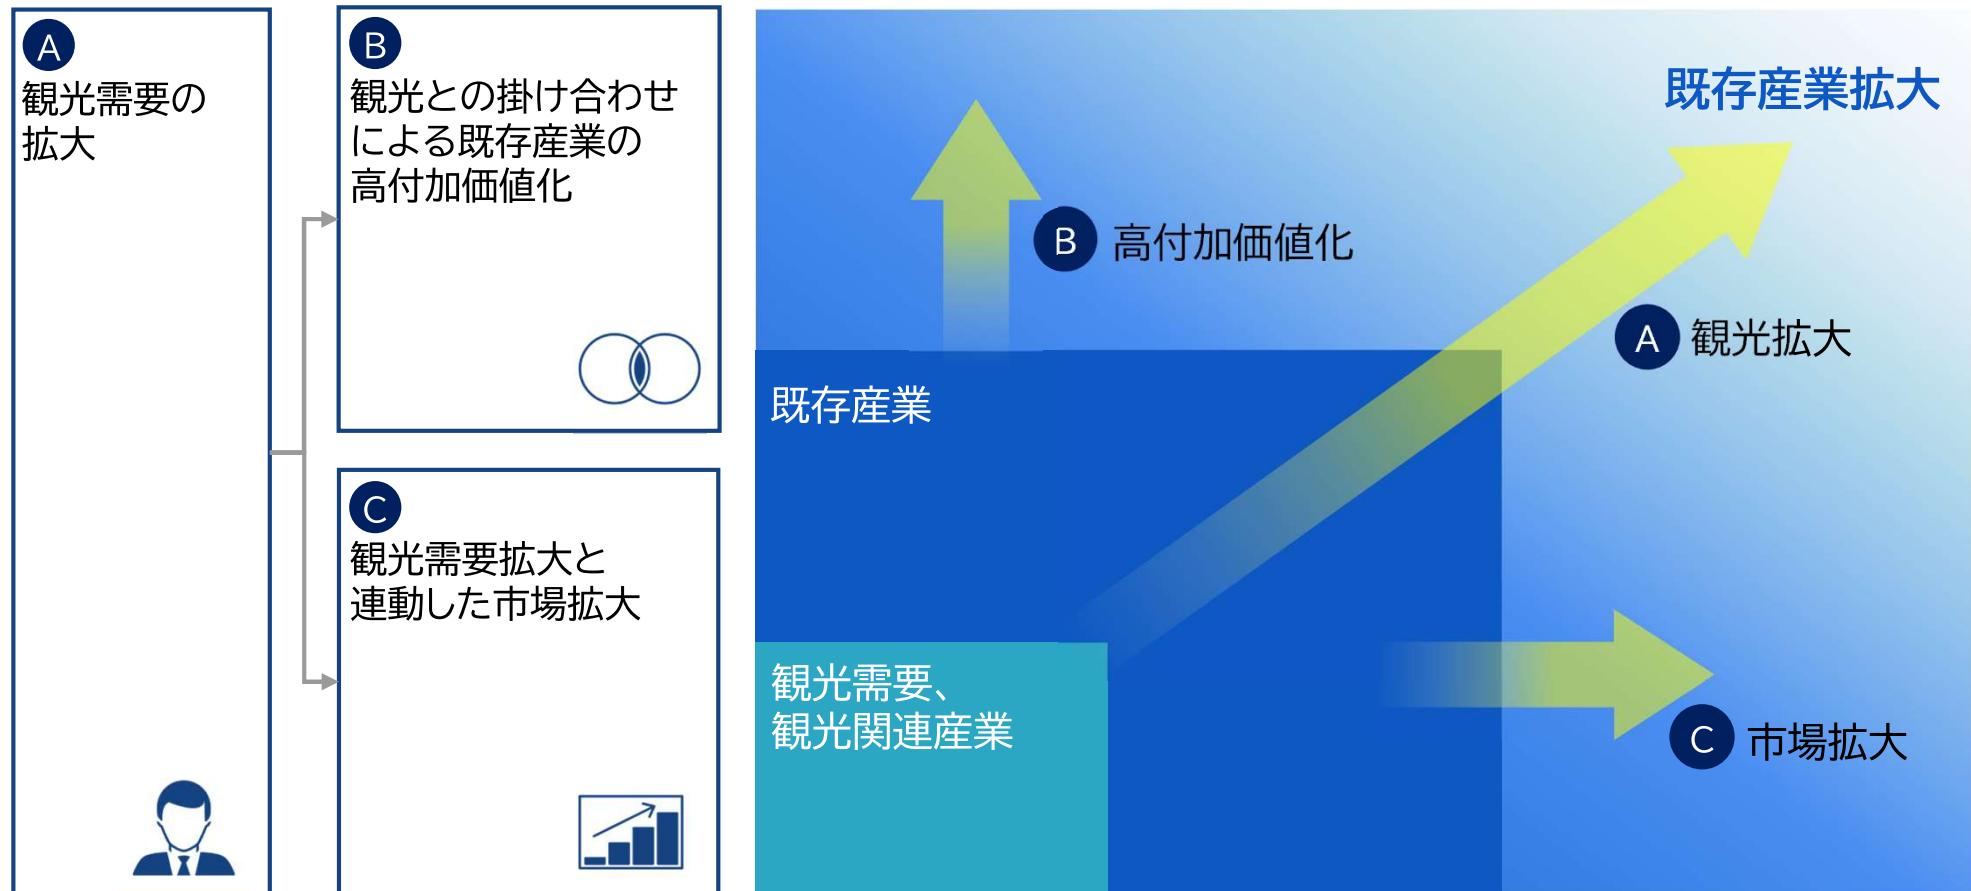 A
観光需要の
拡大
B
観光との掛け合わせ
による既存産業の
高付加価値化
C
観光需要拡大と
連動した市場拡大
既存産業拡大
B 高付加価値化
A 観光拡大
既存産業
観光需要、
観光関連産業
C 市場拡大